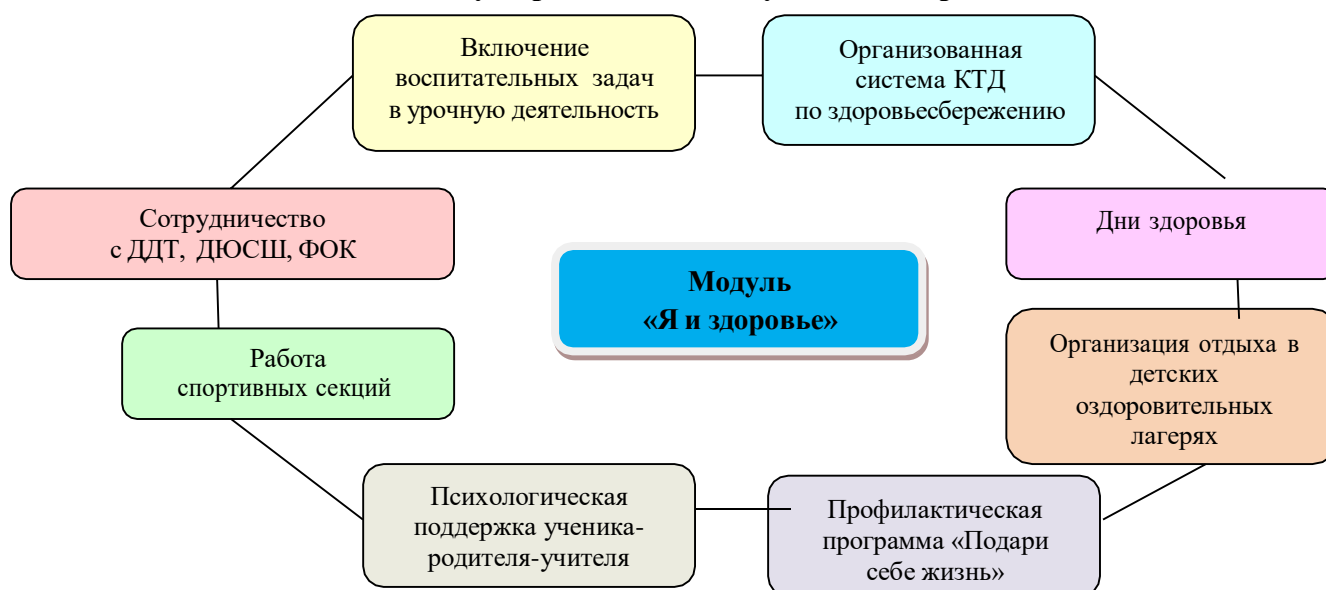 Включение
воспитательных задач
в урочную деятельность
Организованная
система КТД
по здоровьесбережению
Сотрудничество
с ДДТ, ДЮСШ, ФОК
Дни здоровья
Модуль
«Я и здоровье»
Работа
спортивных секций
Организация отдыха в
детских
оздоровительных
лагерях
Психологическая
поддержка ученика-
родителя-учителя
Профилактическая
программа «Подари
себе жизнь»